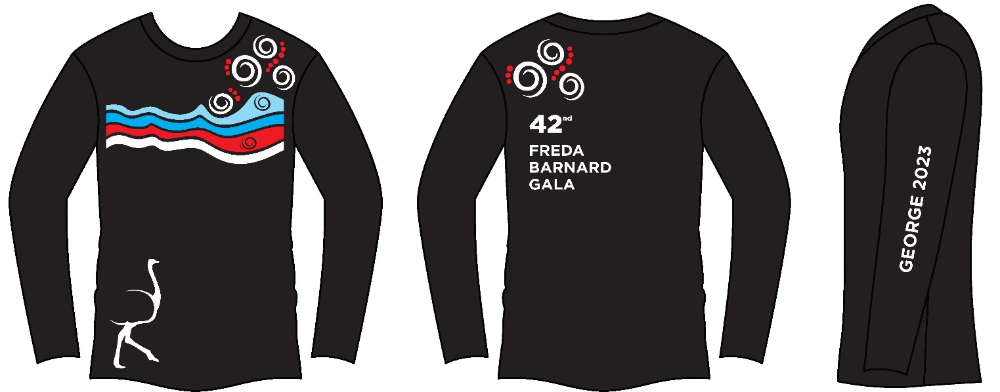 42nd
FREDA
BARNARD
GALA
GEORGE 2023